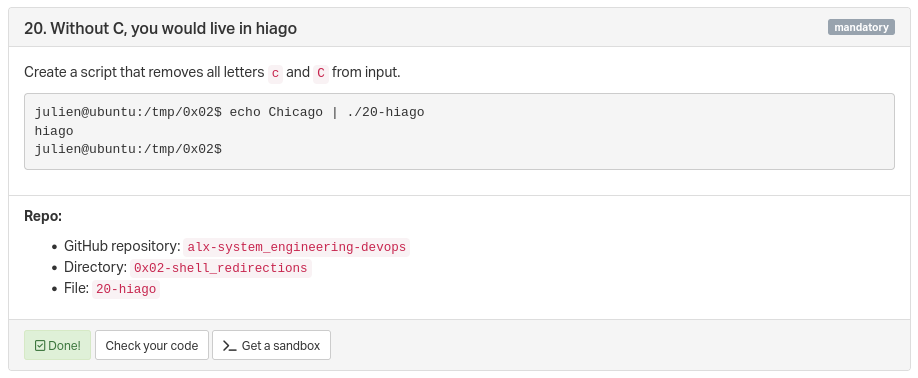 20. Without C, you would live in hiago
mandatory
Create a script that removes all letters c and C from input.
julien@ubuntu:/tmp/0x02$ echo Chicago | ./20-hiago
hiago
julien@ubuntu:/tmp/0x02$
Repo:
• GitHub repository: alx-system_engineering-devops
• Directory: 0x02-shell_redirections
• File: 20-hiago
Done!
Check your code
>_ Get a sandbox